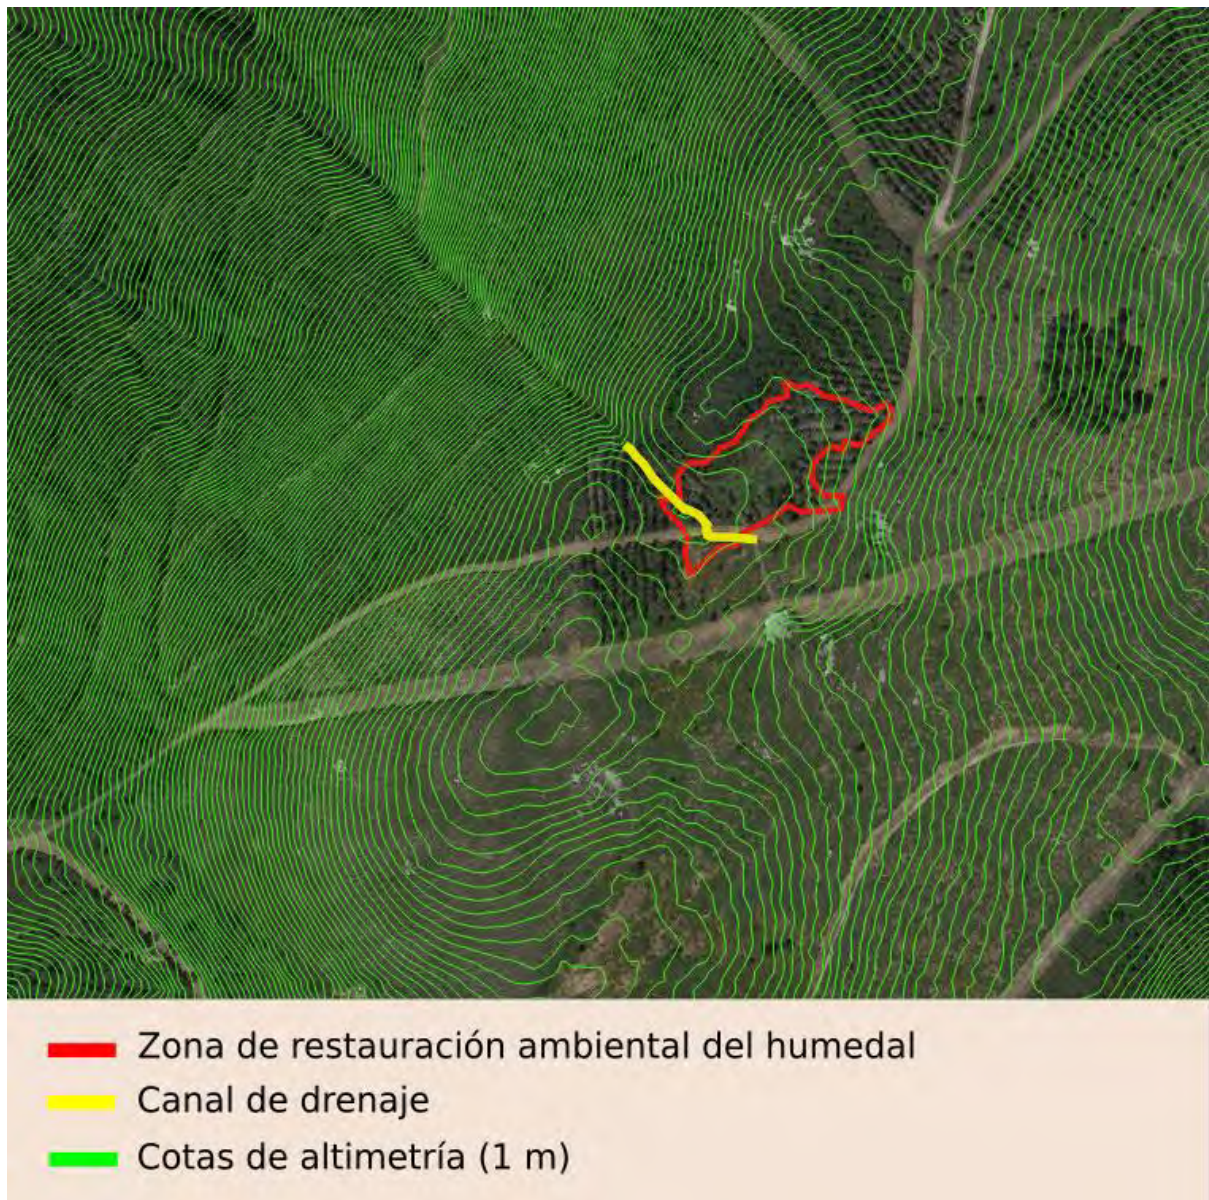 Zona de restauración ambiental del humedal
Canal de drenaje
Cotas de altimetría (1 m)